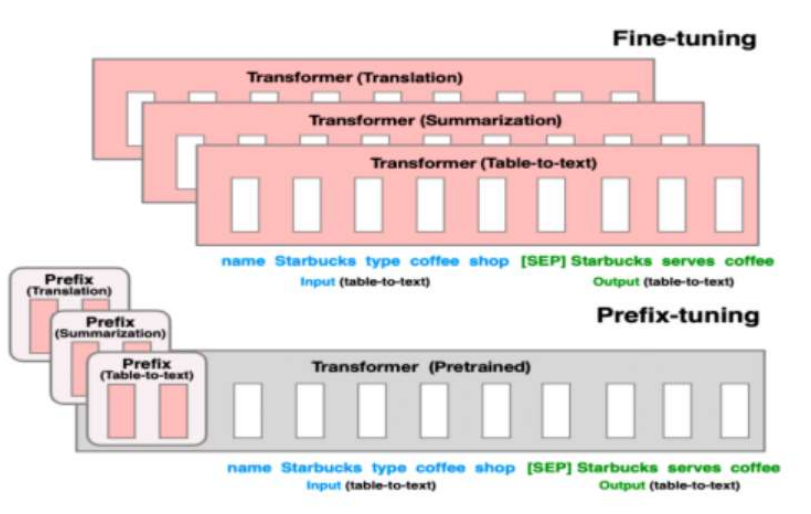 Fine-tuning
Transformer (Translation)
Transformer (Summarization)
Transformer (Table-to-text)
name Starbucks type coffee shop [SEP] Starbucks serves coffee
Input (table-to-text) Output (table-to-text)
Prefix
(Translation)
Prefix-tuning
Prefix
(Summarization)
Prefix
(Table-to-text)
Transformer (Pretrained)
name Starbucks type coffee shop [SEP] Starbucks serves coffee
Input (table-to-text) Output (table-to-text)